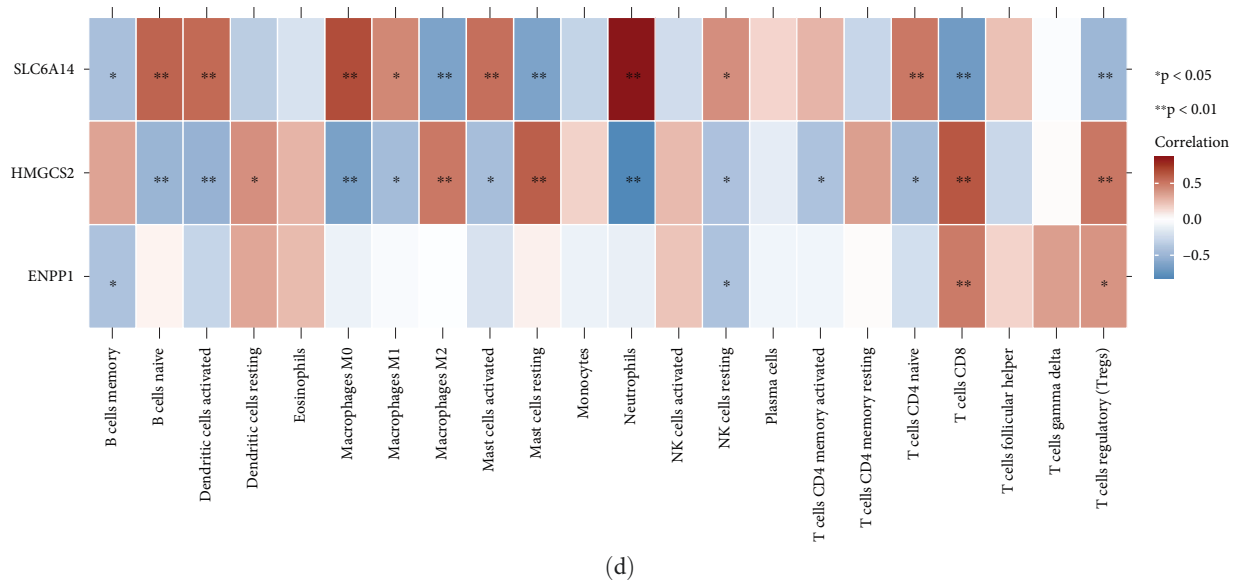 SLC6A14
* ** ** ** * ** ** ** ** * ** ** **
HMGCS2
** ** * ** * ** * ** ** * * * ** **
ENPP1
* * ** *
*p < 0.05
**p < 0.01
Correlation
0.5
0.0
−0.5
B cells memory
B cells naive
Dendritic cells activated
Dendritic cells resting
Eosinophils
Macrophages M0
Macrophages M1
Macrophages M2
Mast cells activated
Mast cells resting
Monocytes
Neutrophils
NK cells activated
NK cells resting
Plasma cells
T cells CD4 memory activated
T cells CD4 memory resting
T cells CD4 naive
T cells CD8
T cells follicular helper
T cells gamma delta
T cells regulatory (Tregs)
(d)